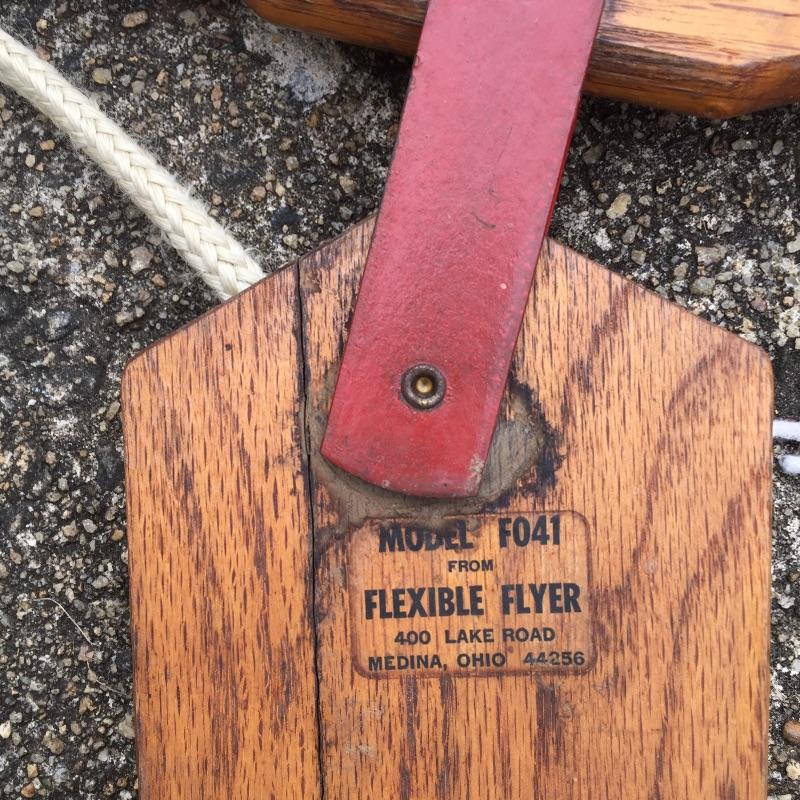 MODEL F041
FROM
FLEXIBLE FLYER
400 LAKE ROAD
MEDINA, OHIO 44256